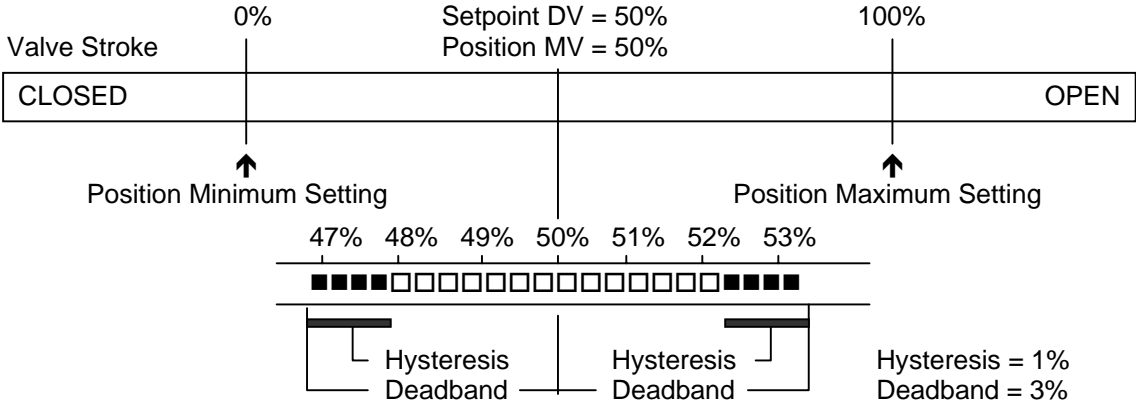 0% Setpoint DV = 50% 100%
Valve Stroke Position MV = 50%
CLOSED OPEN
Position Minimum Setting Position Maximum Setting
47% 48% 49% 50% 51% 52% 53%
Hysteresis Hysteresis Hysteresis = 1%
Deadband Deadband Deadband = 3%